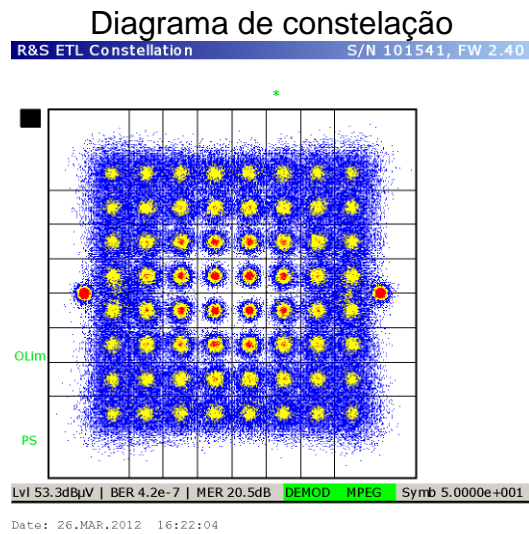 Diagrama de constelação
R&S ETL Constellation S/N 101541, FW 2.40
*
OLim
PS
Lvl 53.3dBµV | BER 4.2e-7 | MER 20.5dB DEMOD MPEG Symb 5.0000e+001
Date: 26.MAR.2012 16:22:04